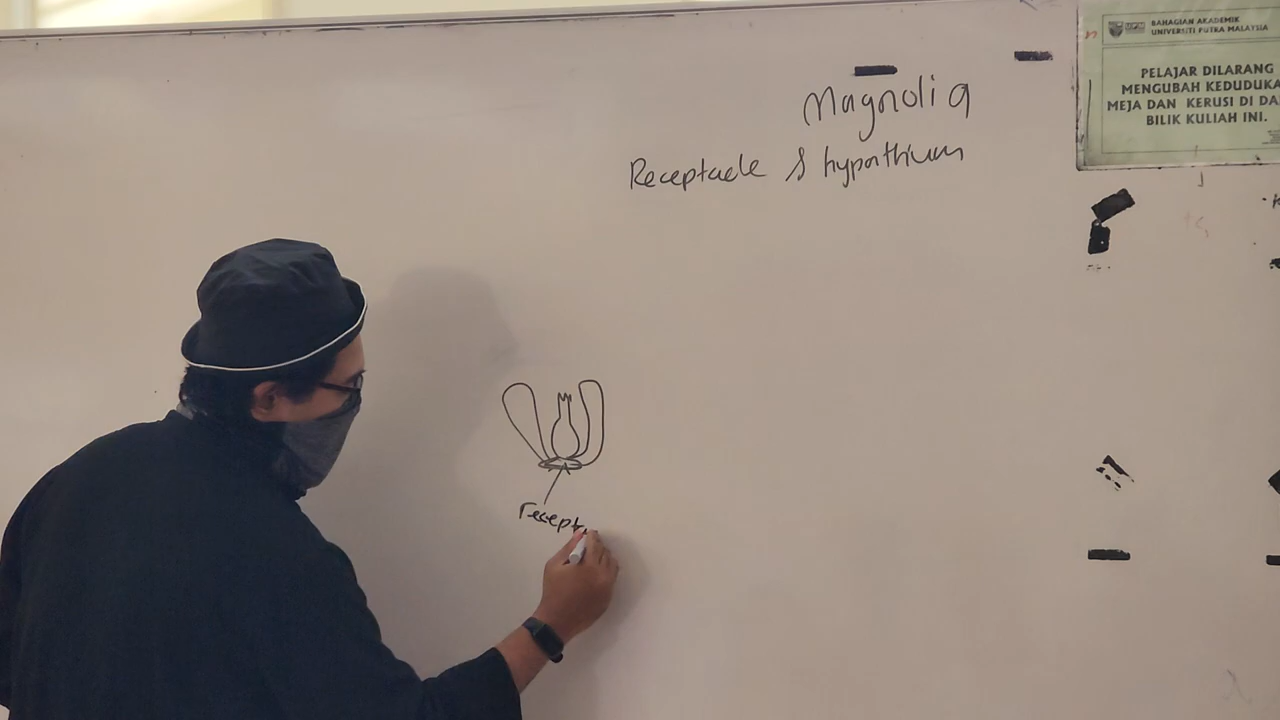 Magnolia
Receptacle & hypanthium
recept
BAHAGIAN AKADEMIK
UNIVERSITI PUTRA MALAYSIA
PELAJAR DILARANG
MENGUBAH KEDUDUKA
MEJA DAN KERUSI DI DA
BILIK KULIAH INI.